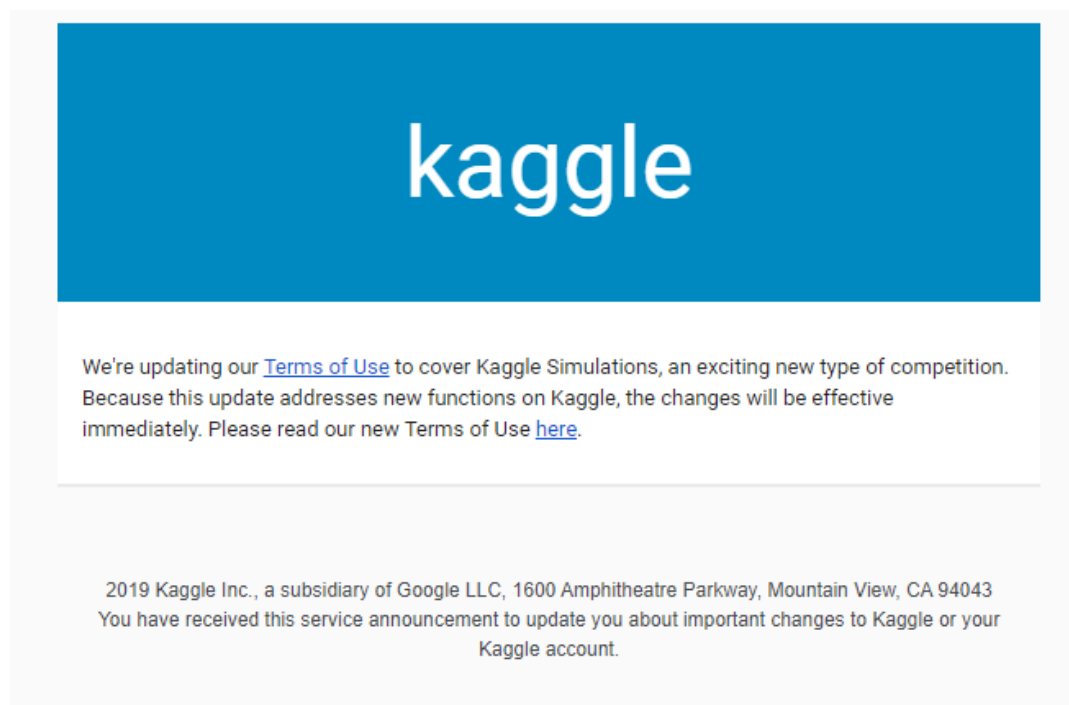 kaggle
We're updating our Terms of Use to cover Kaggle Simulations, an exciting new type of competition.
Because this update addresses new functions on Kaggle, the changes will be effective
immediately. Please read our new Terms of Use here.
2019 Kaggle Inc., a subsidiary of Google LLC, 1600 Amphitheatre Parkway, Mountain View, CA 94043
You have received this service announcement to update you about important changes to Kaggle or your
Kaggle account.